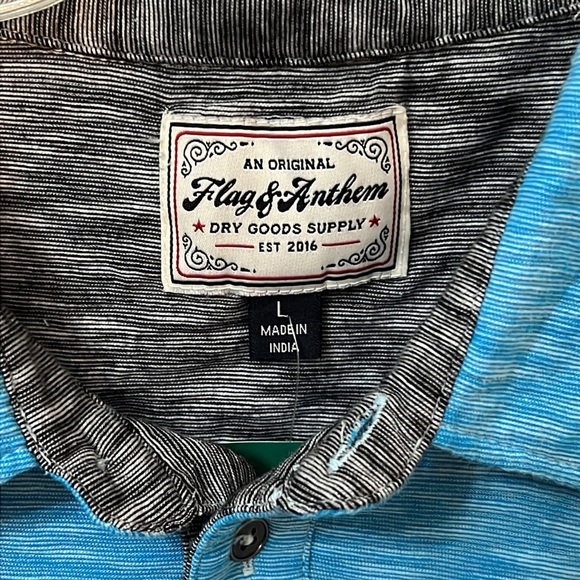 AN ORIGINAL
Flag & Anthem
DRY GOODS SUPPLY
EST 2016
L
MADE IN
INDIA